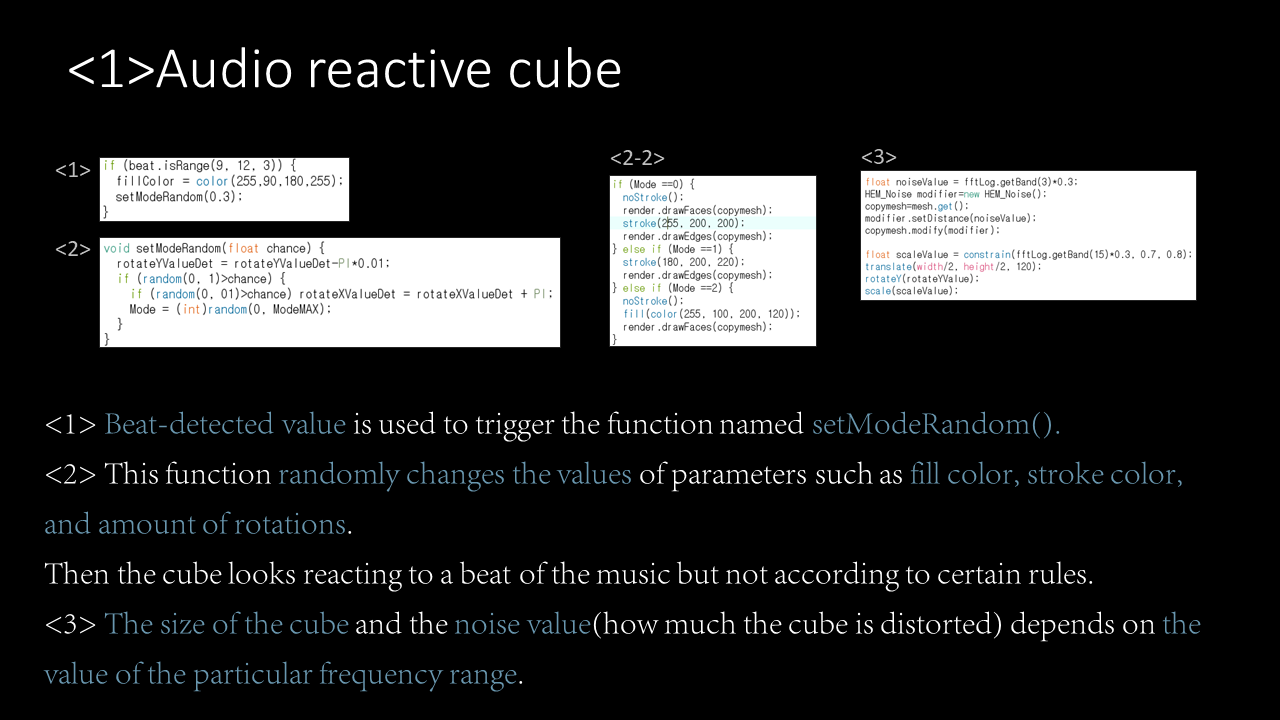 <1>Audio reactive cube
<1>
if (beat.isRange(9, 12, 3)) {
fillColor = color(255,90,180,255);
setModeRandom(0.3);
}
<2>
void setModeRandom(float chance) {
rotateYValueDet = rotateYValueDet-PI*0.01;
if (random(0, 1)>chance) {
if (random(0, 01)>chance) rotateXValueDet = rotateXValueDet + PI;
Mode = (int)random(0, ModeMAX);
}
}
<2-2>
if (Mode ==0) {
noStroke();
render.drawFaces(copymesh);
stroke(255, 200, 200);
render.drawEdges(copymesh);
} else if (Mode ==1) {
stroke(180, 200, 220);
render.drawEdges(copymesh);
} else if (Mode ==2) {
noStroke();
fill(color(255, 100, 200, 120));
render.drawFaces(copymesh);
}
<3>
float noiseValue = fftLog.getBand(3)*0.3;
HEM_Noise modifier=new HEM_Noise();
copymesh=mesh.get();
modifier.setDistance(noiseValue);
copymesh.modify(modifier);
float scaleValue = constrain(fftLog.getBand(15)*0.3, 0.7, 0.8);
translate(width/2, height/2, 120);
rotateY(rotateYValue);
scale(scaleValue);
<1> Beat-detected value is used to trigger the function named setModeRandom().
<2> This function randomly changes the values of parameters such as fill color, stroke color,
and amount of rotations.
Then the cube looks reacting to a beat of the music but not according to certain rules.
<3> The size of the cube and the noise value(how much the cube is distorted) depends on the
value of the particular frequency range.